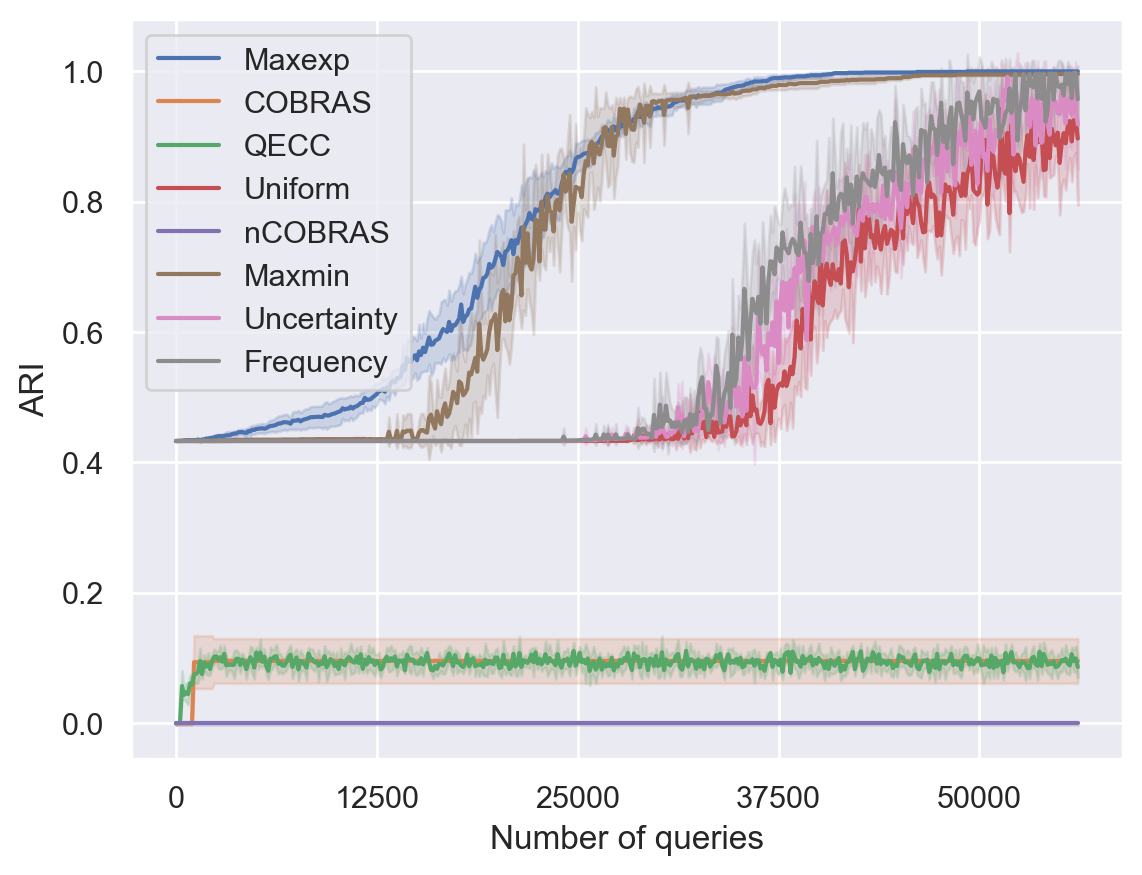 1.0
0.8
0.6
0.4
0.2
0.0
ARI
Maxexp
COBRAS
QECC
Uniform
nCOBRAS
Maxmin
Uncertainty
Frequency
0 12500 25000 37500 50000
Number of queries